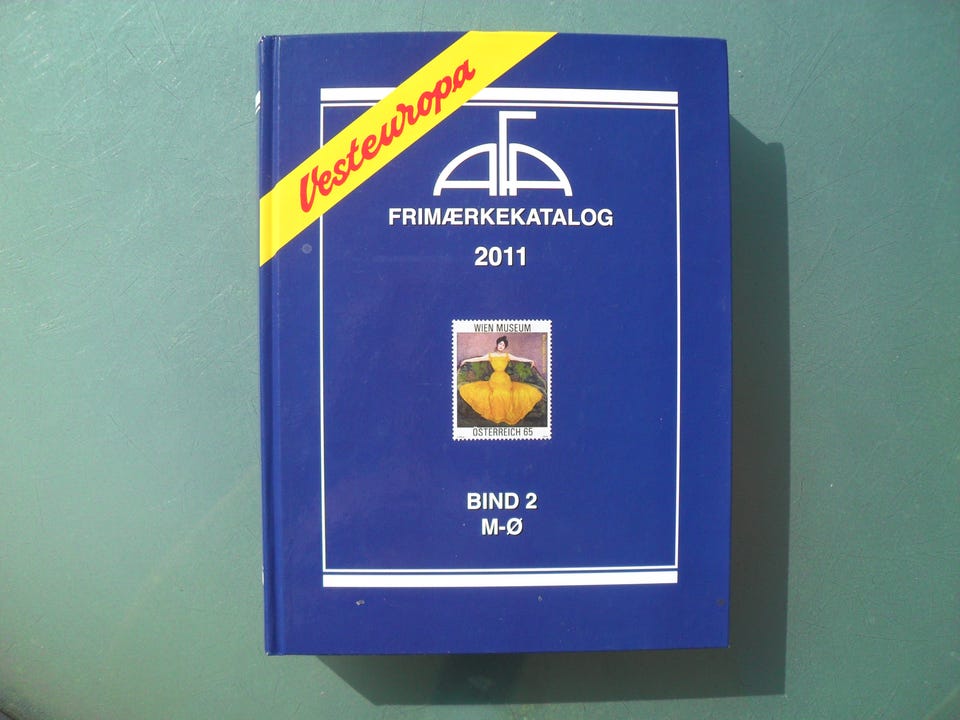 Vesteuropa
AFA
FRIMÆRKEKATALOG
2011
WIEN MUSEUM
ÖSTERREICH 65
BIND 2
M-Ø